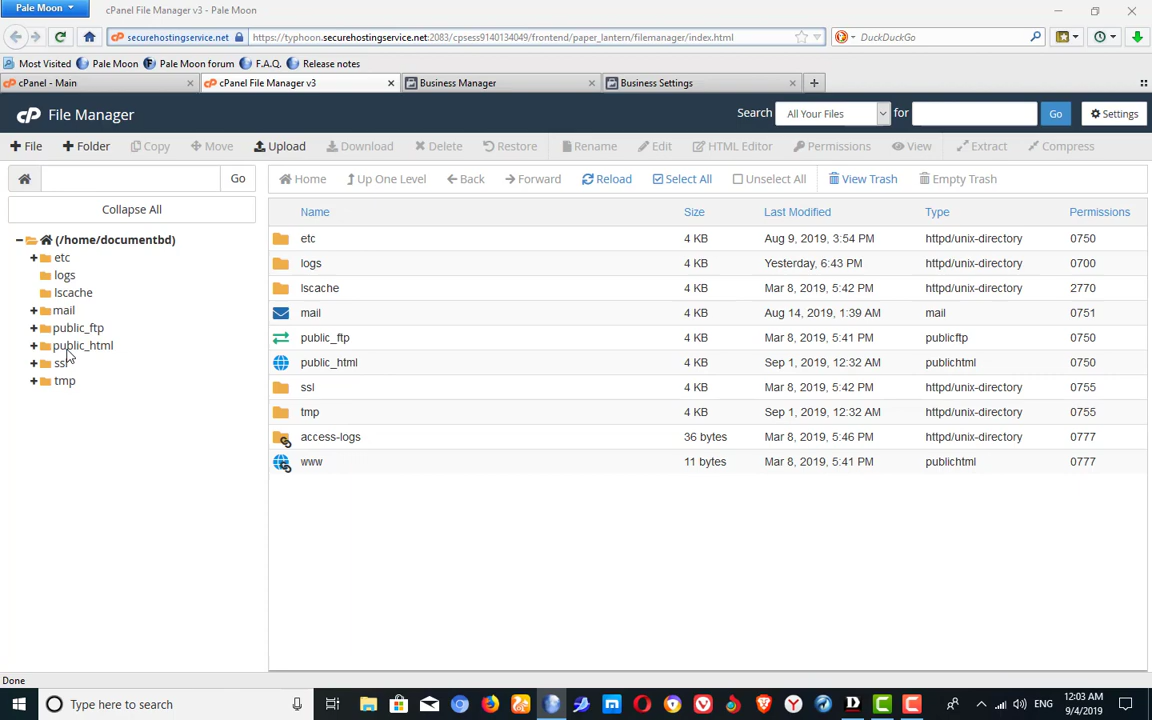 Pale Moon
cPanel File Manager v3 - Pale Moon
securehostingservice.net
https://typhoon.securehostingservice.net:2083/cpsess9140134049/frontend/paper_lantern/filemanager/index.html
DuckDuckGo
Most Visited Pale Moon Pale Moon forum F.A.Q. Release notes
cPanel - Main cPanel File Manager v3 Business Manager Business Settings
cP File Manager
Search All Your Files for Go Settings
File Folder Copy Move Upload Download Delete Restore Rename Edit HTML Editor Permissions View Extract Compress
Go Home Up One Level Back Forward Reload Select All Unselect All View Trash Empty Trash
Collapse All
(/home/documentbd)
etc
logs
lscache
mail
public_ftp
public_html
ssl
tmp
Name Size Last Modified Type Permissions
etc 4 KB Aug 9, 2019, 3:54 PM httpd/unix-directory 0750
logs 4 KB Yesterday, 6:43 PM httpd/unix-directory 0700
lscache 4 KB Mar 8, 2019, 5:42 PM httpd/unix-directory 2770
mail 4 KB Aug 14, 2019, 1:39 AM mail 0751
public_ftp 4 KB Mar 8, 2019, 5:41 PM publicftp 0750
public_html 4 KB Sep 1, 2019, 12:32 AM publichtml 0750
ssl 4 KB Mar 8, 2019, 5:42 PM httpd/unix-directory 0755
tmp 4 KB Sep 1, 2019, 12:32 AM httpd/unix-directory 0755
access-logs 36 bytes Mar 8, 2019, 5:46 PM httpd/unix-directory 0777
www 11 bytes Mar 8, 2019, 5:41 PM publichtml 0777
Done
Type here to search
ENG
12:03 AM
9/4/2019